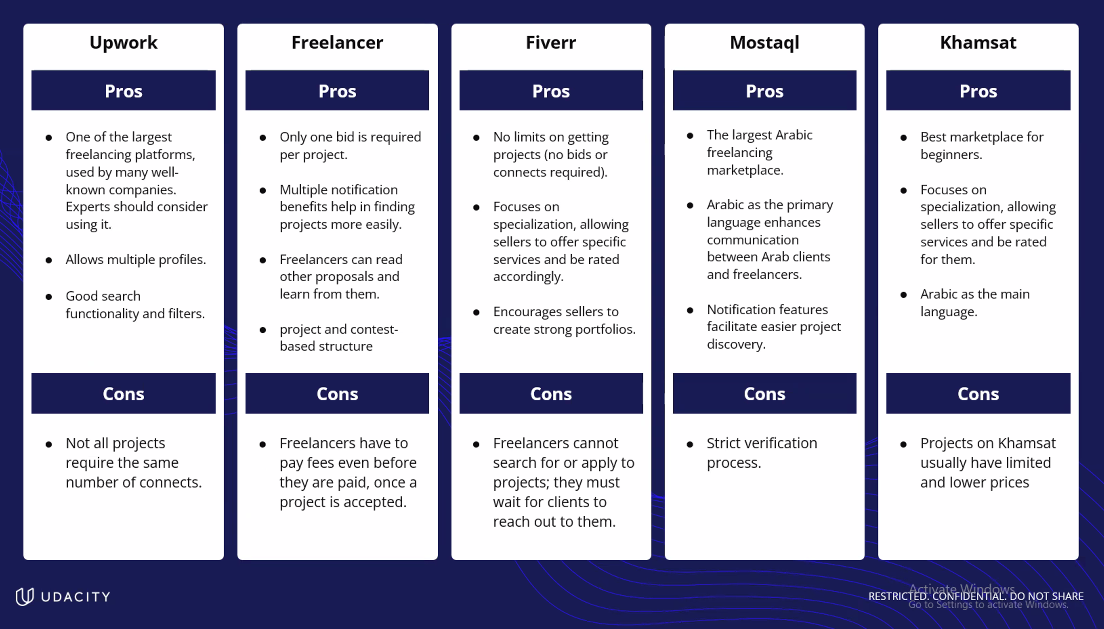 Upwork
Pros
● One of the largest
freelancing platforms,
used by many well-
known companies.
Experts should consider
using it.
● Allows multiple profiles.
● Good search
functionality and filters.
Cons
● Not all projects
require the same
number of connects.
Freelancer
Pros
● Only one bid is required
per project.
● Multiple notification
benefits help in finding
projects more easily.
● Freelancers can read
other proposals and
learn from them.
● project and contest-
based structure
Cons
● Freelancers have to
pay fees even before
they are paid, once a
project is accepted.
Fiverr
Pros
● No limits on getting
projects (no bids or
connects required).
● Focuses on
specialization, allowing
sellers to offer specific
services and be rated
accordingly.
● Encourages sellers to
create strong portfolios.
Cons
● Freelancers cannot
search for or apply to
projects; they must
wait for clients to
reach out to them.
Mostaql
Pros
● The largest Arabic
freelancing
marketplace.
● Arabic as the primary
language enhances
communication
between Arab clients
and freelancers.
● Notification features
facilitate easier project
discovery.
Cons
● Strict verification
process.
Khamsat
Pros
● Best marketplace for
beginners.
● Focuses on
specialization, allowing
sellers to offer specific
services and be rated
for them.
● Arabic as the main
language.
Cons
● Projects on Khamsat
usually have limited
and lower prices
UDACITY
Activate Windows
RESTRICTED. CONFIDENTIAL. DO NOT SHARE
Go to Settings to activate Windows.